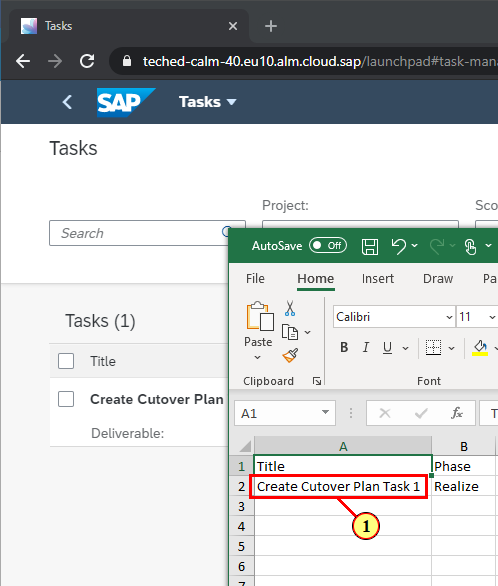 Tasks
teched-calm-40.eu10.alm.cloud.sap/launchpad#task-mana
SAP Tasks
Tasks
Project:
Sco
Search
AutoSave Off
File Home Insert Draw Pa
Paste
Calibri 11
B I U
Clipboard Font
Tasks (1)
Title
Create Cutover Plan
Deliverable:
A1 fx T
A B
1 Title Phase
2 Create Cutover Plan Task 1 Realize
3
4
5
6
7
1